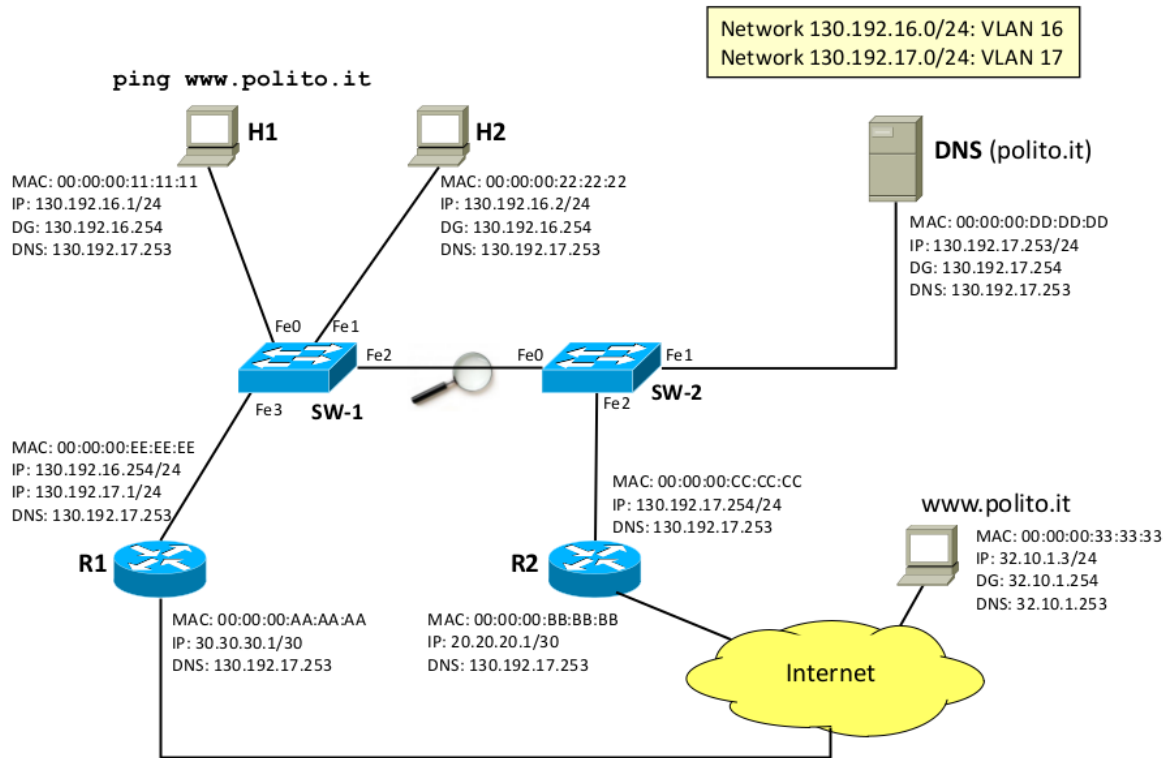 Network 130.192.16.0/24: VLAN 16
Network 130.192.17.0/24: VLAN 17
ping www.polito.it
H1
MAC: 00:00:00:11:11:11
IP: 130.192.16.1/24
DG: 130.192.16.254
DNS: 130.192.17.253
H2
MAC: 00:00:00:22:22:22
IP: 130.192.16.2/24
DG: 130.192.16.254
DNS: 130.192.17.253
DNS (polito.it)
MAC: 00:00:00:DD:DD:DD
IP: 130.192.17.253/24
DG: 130.192.17.254
DNS: 130.192.17.253
Fe0
Fe1
Fe2
Fe3
SW-1
Fe0
Fe1
Fe2
SW-2
MAC: 00:00:00:EE:EE:EE
IP: 130.192.16.254/24
IP: 130.192.17.1/24
DNS: 130.192.17.253
R1
MAC: 00:00:00:AA:AA:AA
IP: 30.30.30.1/30
DNS: 130.192.17.253
MAC: 00:00:00:CC:CC:CC
IP: 130.192.17.254/24
DNS: 130.192.17.253
R2
MAC: 00:00:00:BB:BB:BB
IP: 20.20.20.1/30
DNS: 130.192.17.253
www.polito.it
MAC: 00:00:00:33:33:33
IP: 32.10.1.3/24
DG: 32.10.1.254
DNS: 32.10.1.253
Internet